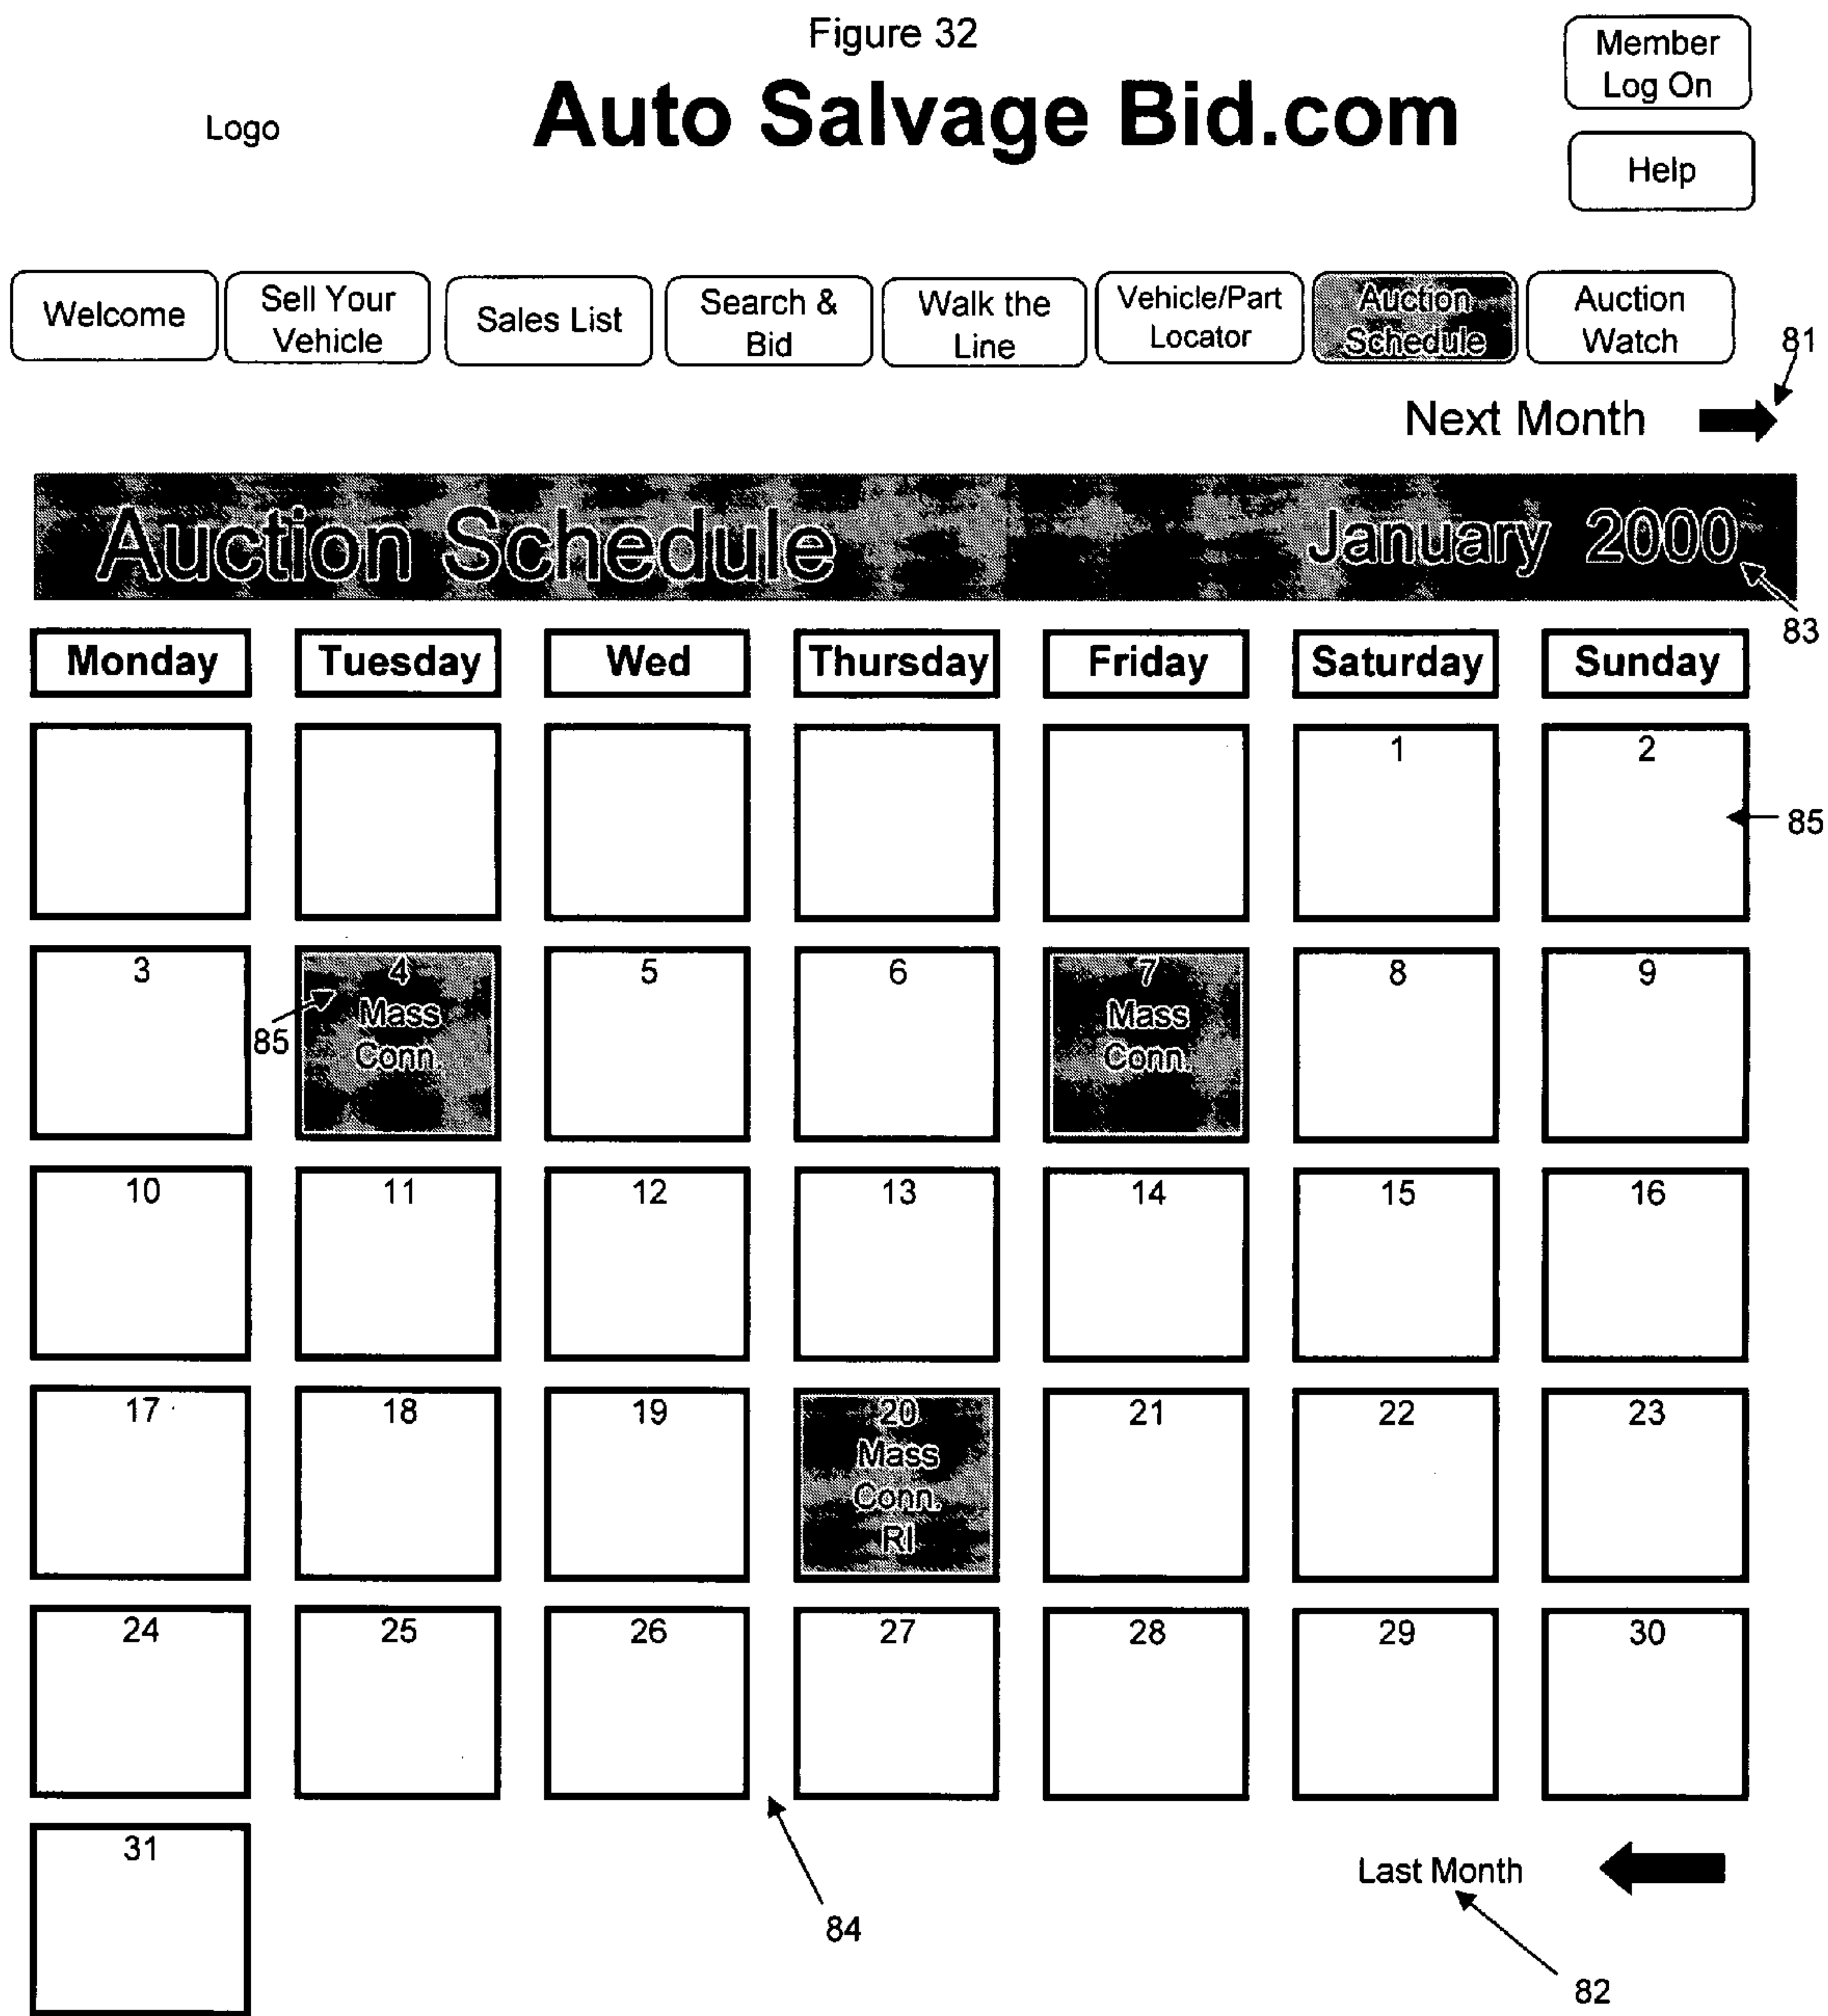 Figure 32
Auto Salvage Bid.com
Logo
Member
Log On
Help
Welcome
Sell Your
Vehicle
Sales List
Search &
Bid
Walk the
Line
Vehicle/Part
Locator
Auction
Schedule
Auction
Watch
81
Next Month
Auction Schedule January 2000
83
Monday Tuesday Wed Thursday Friday Saturday Sunday
1 2
85
3 4 5 6 7 8 9
Mass Mass
Conn. Conn.
85
10 11 12 13 14 15 16
17 18 19 20 21 22 23
Mass
Conn.
RI
24 25 26 27 28 29 30
31
Last Month
84
82